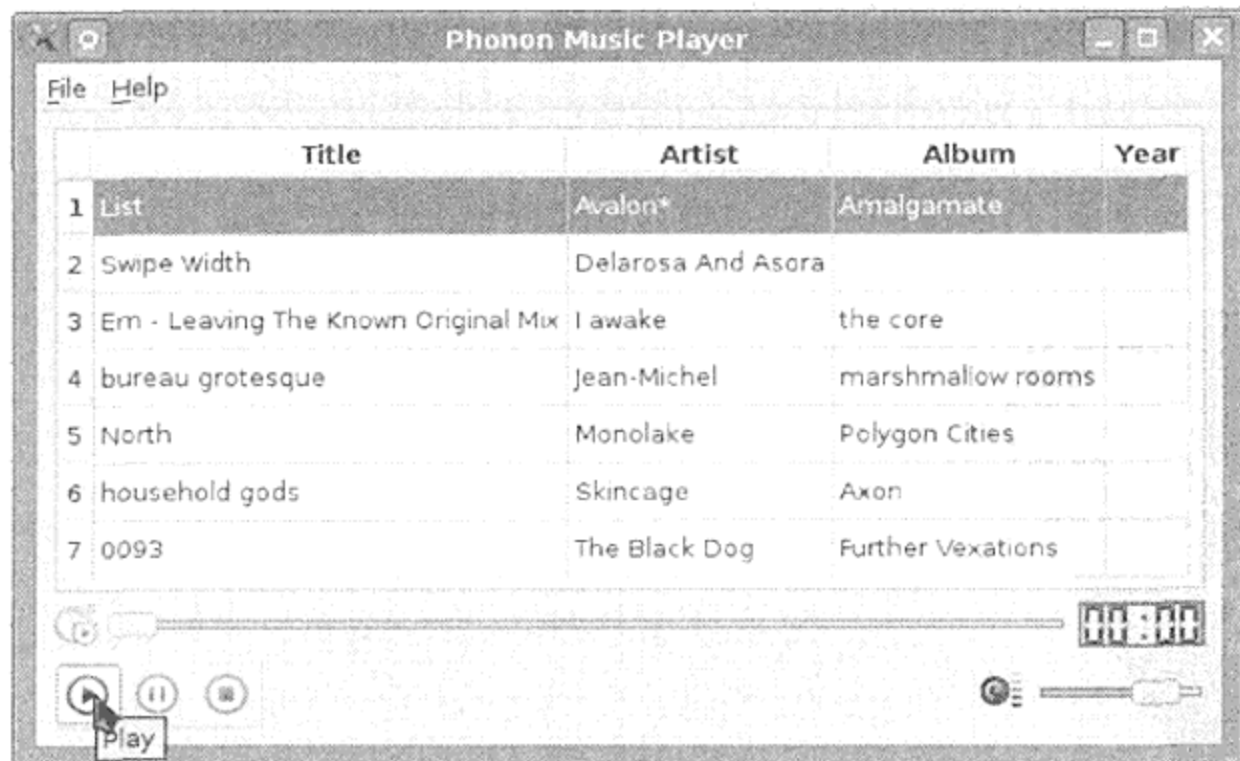 Phonon Music Player
File Help
Title Artist Album Year
1 List Avalon* Amalgamate
2 Swipe Width Delarosa And Asora
3 Em - Leaving The Known Original Mix I awake the core
4 bureau grotesque Jean-Michel marshmallow rooms
5 North Monolake Polygon Cities
6 household gods Skincage Axon
7 0093 The Black Dog Further Vexations
00:00
Play